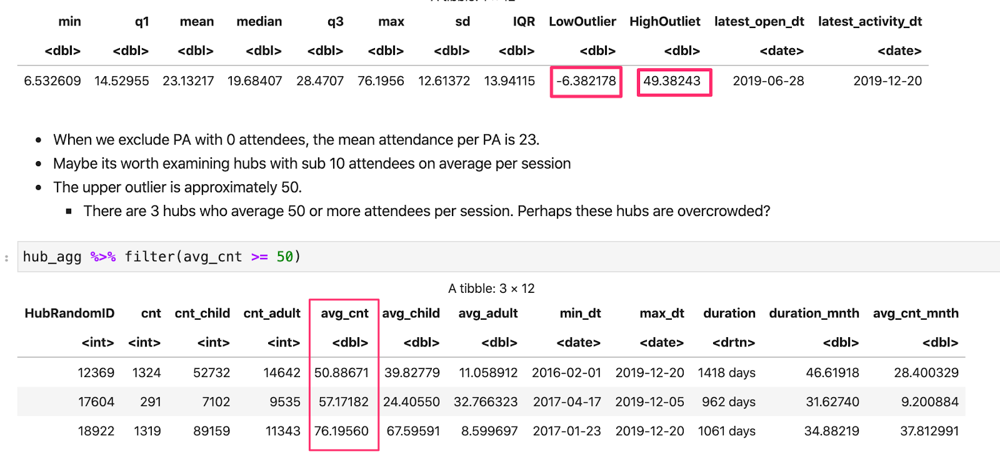 min q1 mean median q3 max sd IQR LowOutlier HighOutliet latest_open_dt latest_activity_dt
<dbl> <dbl> <dbl> <dbl> <dbl> <dbl> <dbl> <dbl> <dbl> <dbl> <date> <date>
6.532609 14.52955 23.13217 19.68407 28.4707 76.1956 12.61372 13.94115 -6.382178 49.38243 2019-06-28 2019-12-20
• When we exclude PA with 0 attendees, the mean attendance per PA is 23.
• Maybe its worth examining hubs with sub 10 attendees on average per session
• The upper outlier is approximately 50.
▪ There are 3 hubs who average 50 or more attendees per session. Perhaps these hubs are overcrowded?
hub_agg %>% filter(avg_cnt >= 50)
A tibble: 3 × 12
HubRandomID cnt cnt_child cnt_adult avg_cnt avg_child avg_adult min_dt max_dt duration duration_mnth avg_cnt_mnth
<int> <int> <int> <int> <dbl> <dbl> <dbl> <date> <date> <drtn> <dbl> <dbl>
12369 1324 52732 14642 50.88671 39.82779 11.058912 2016-02-01 2019-12-20 1418 days 46.61918 28.400329
17604 291 7102 9535 57.17182 24.40550 32.766323 2017-04-17 2019-12-05 962 days 31.62740 9.200884
18922 1319 89159 11343 76.19560 67.59591 8.599697 2017-01-23 2019-12-20 1061 days 34.88219 37.812991